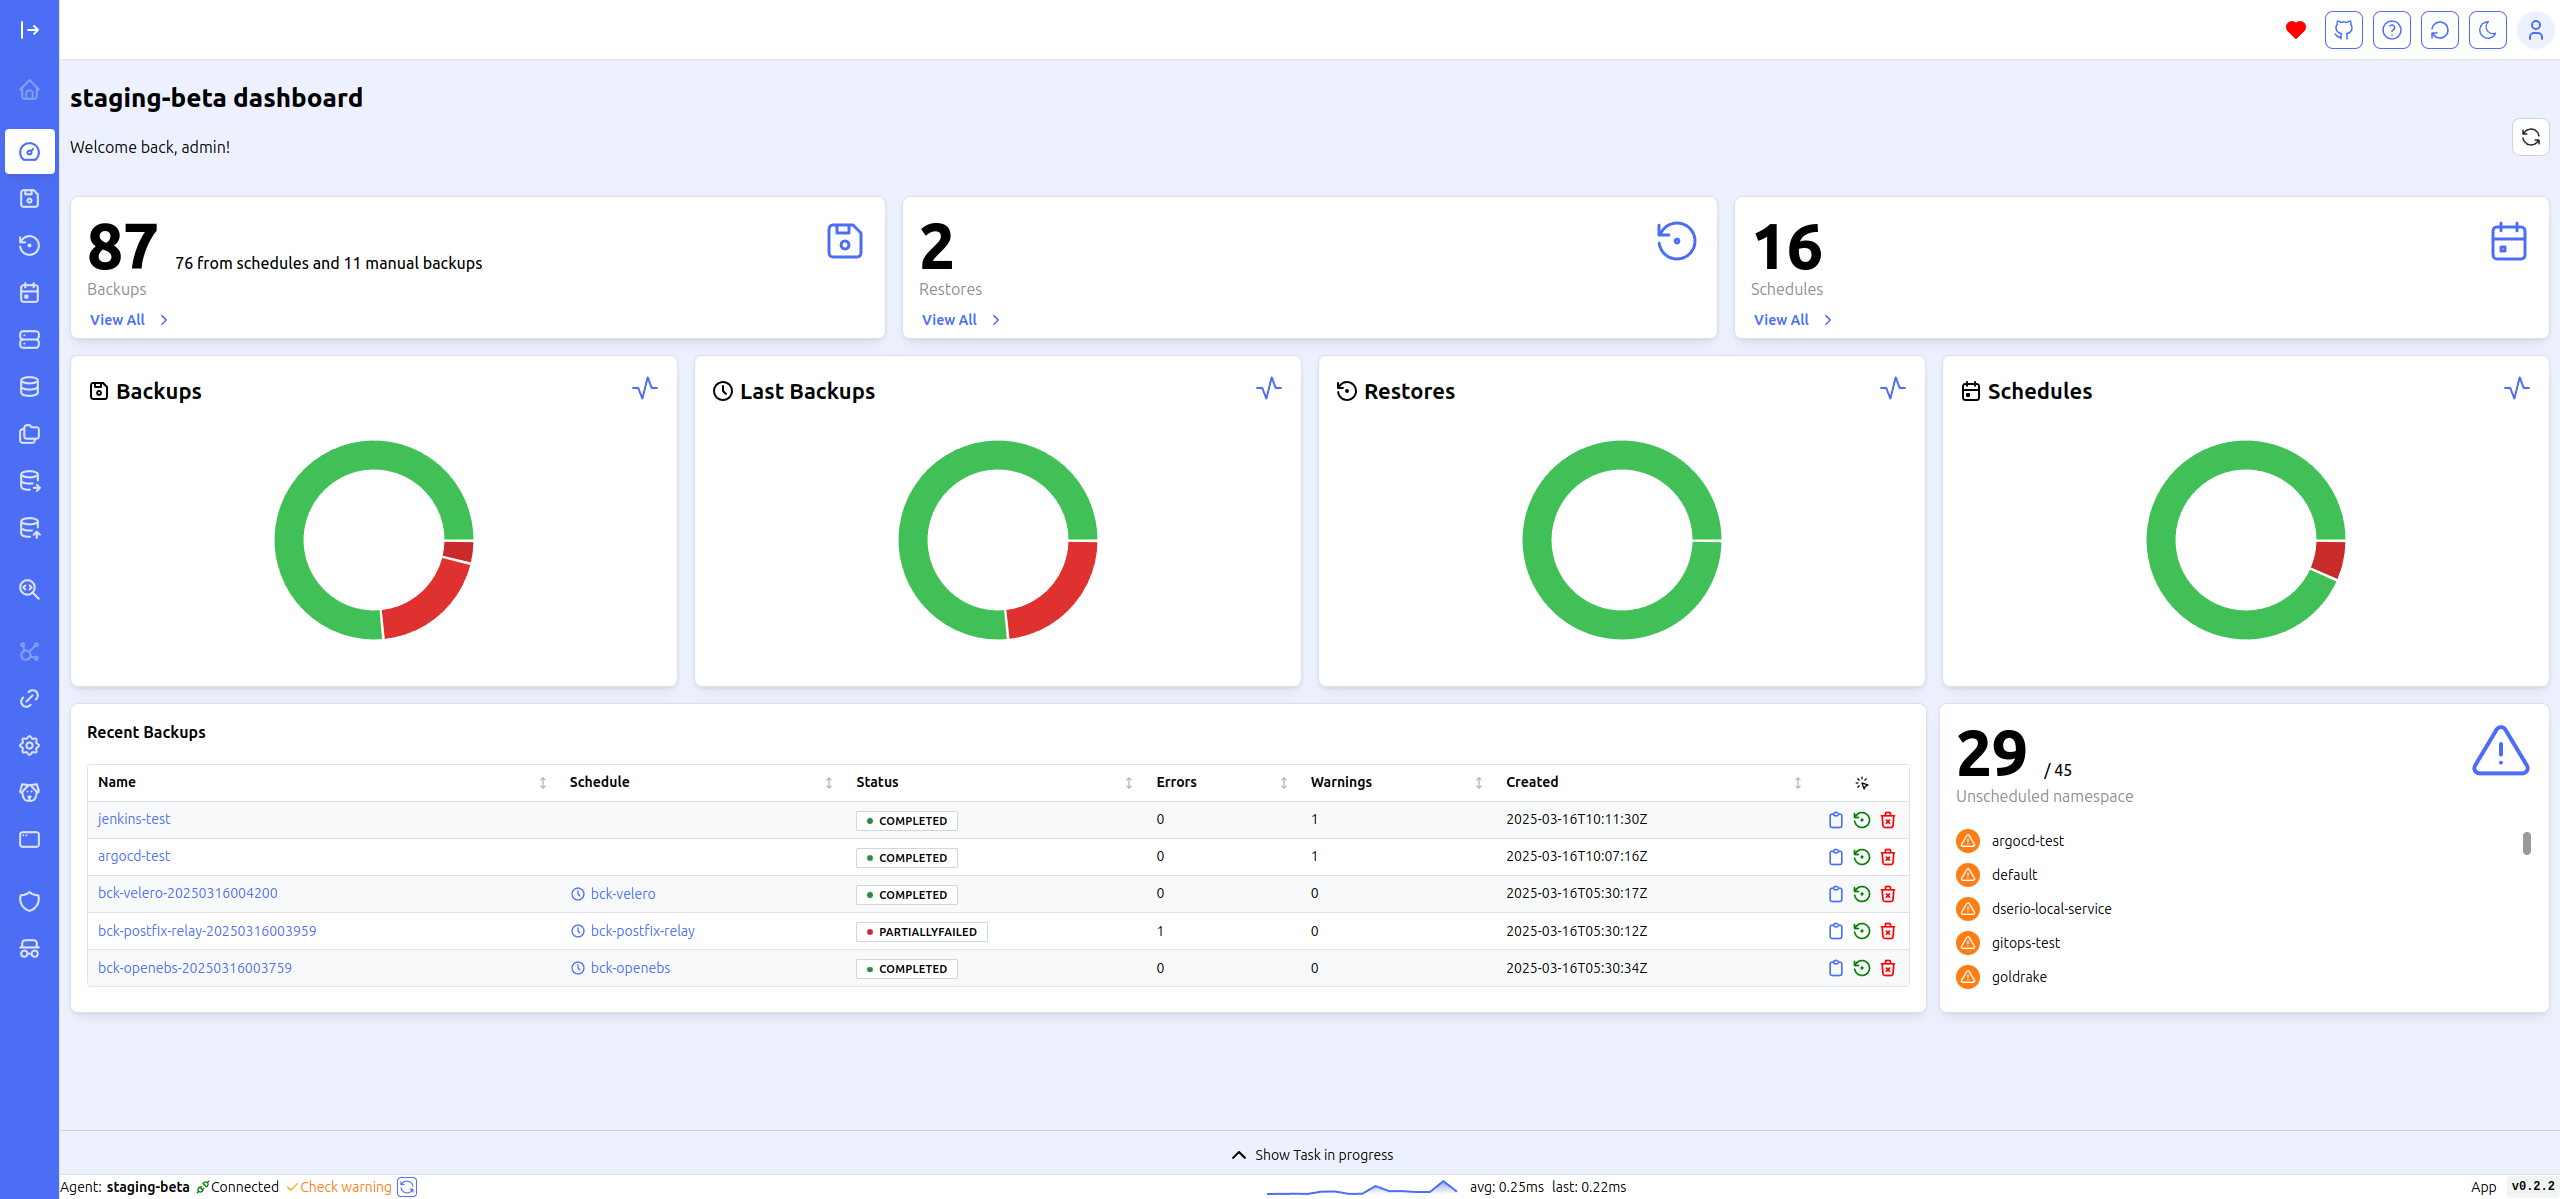 staging-beta dashboard
Welcome back, admin!
87 76 from schedules and 11 manual backups
Backups
View All
2
Restores
View All
16
Schedules
View All
Backups
Last Backups
Restores
Schedules
Recent Backups
Name Schedule Status Errors Warnings Created
jenkins-test COMPLETED 0 1 2025-03-16T10:11:30Z
argocd-test COMPLETED 0 1 2025-03-16T10:07:16Z
bck-velero-20250316004200 bck-velero COMPLETED 0 0 2025-03-16T05:30:17Z
bck-postfix-relay-20250316003959 bck-postfix-relay PARTIALLYFAILED 1 0 2025-03-16T05:30:12Z
bck-openebs-20250316003759 bck-openebs COMPLETED 0 0 2025-03-16T05:30:34Z
29 / 45
Unscheduled namespace
argocd-test
default
dserio-local-service
gitops-test
goldrake
Show Task in progress
Agent: staging-beta Connected Check warning avg: 0.25ms last: 0.22ms App v0.2.2